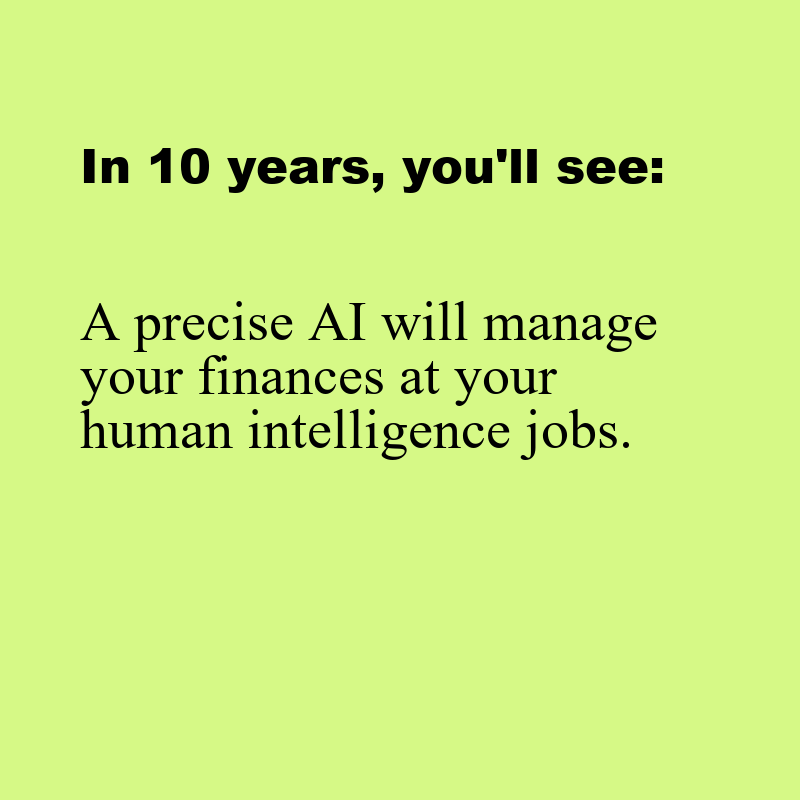 In 10 years, you'll see:
A precise AI will manage
your finances at your
human intelligence jobs.